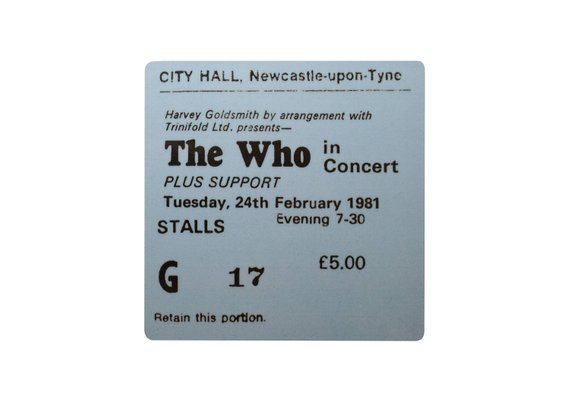 CITY HALL, Newcastle-upon-Tyne
Harvey Goldsmith by arrangement with
Trinifold Ltd. presents—
The Who in Concert
PLUS SUPPORT
Tuesday, 24th February 1981
Evening 7-30
STALLS
£5.00
G 17
Retain this portion.